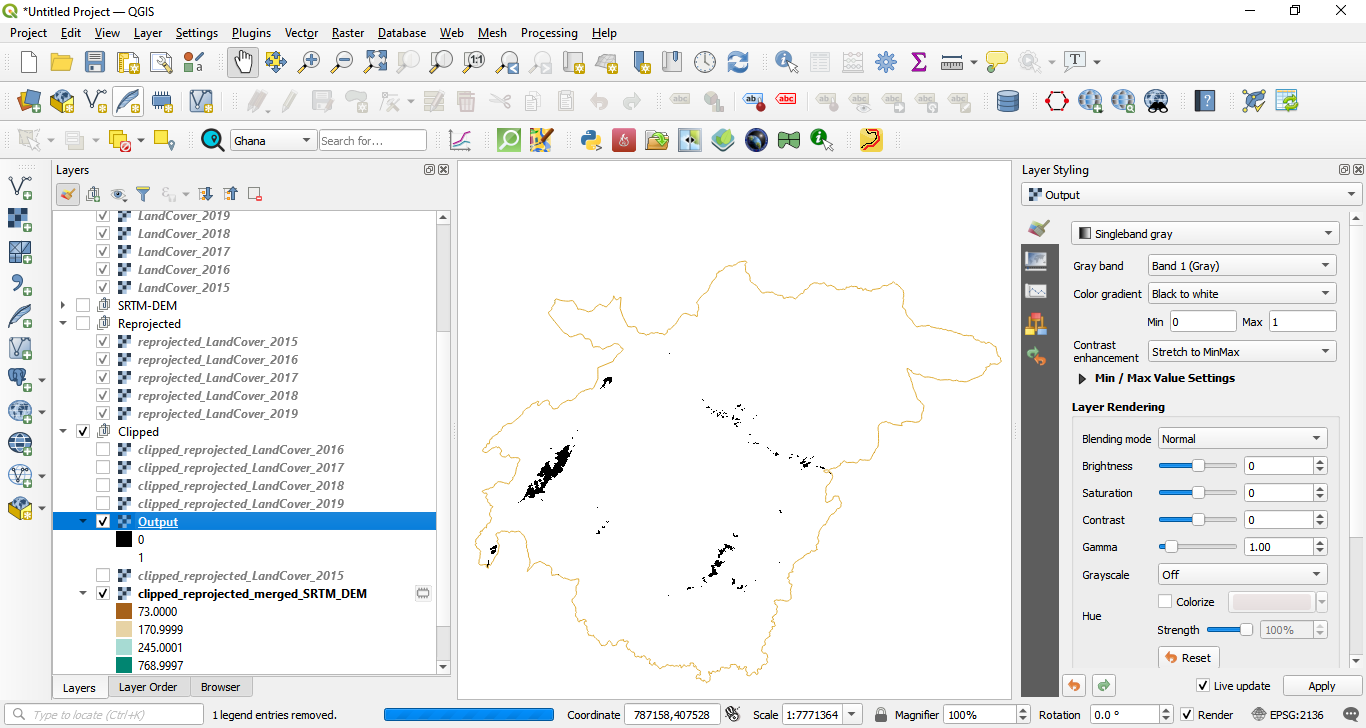 *Untitled Project — QGIS
Project Edit View Layer Settings Plugins Vector Raster Database Web Mesh Processing Help
Ghana Search for...
Layers
LandCover_2019
LandCover_2018
LandCover_2017
LandCover_2016
LandCover_2015
SRTM-DEM
Reprojected
reprojected_LandCover_2015
reprojected_LandCover_2016
reprojected_LandCover_2017
reprojected_LandCover_2018
reprojected_LandCover_2019
Clipped
clipped_reprojected_LandCover_2016
clipped_reprojected_LandCover_2017
clipped_reprojected_LandCover_2018
clipped_reprojected_LandCover_2019
Output
0
1
clipped_reprojected_LandCover_2015
clipped_reprojected_merged_SRTM_DEM
73.0000
170.9999
245.0001
768.9997
Layers Layer Order Browser
Layer Styling
Output
Singleband gray
Gray band Band 1 (Gray)
Color gradient Black to white
Min 0 Max 1
Contrast enhancement Stretch to MinMax
Min / Max Value Settings
Layer Rendering
Blending mode Normal
Brightness 0
Saturation 0
Contrast 0
Gamma 1.00
Grayscale Off
Hue Colorize
Strength 100%
Reset
Live update Apply
Type to locate (Ctrl+K) 1 legend entries removed. Coordinate 787158,407528 Scale 1:7771364 Magnifier 100% Rotation 0.0 ° Render EPSG:2136